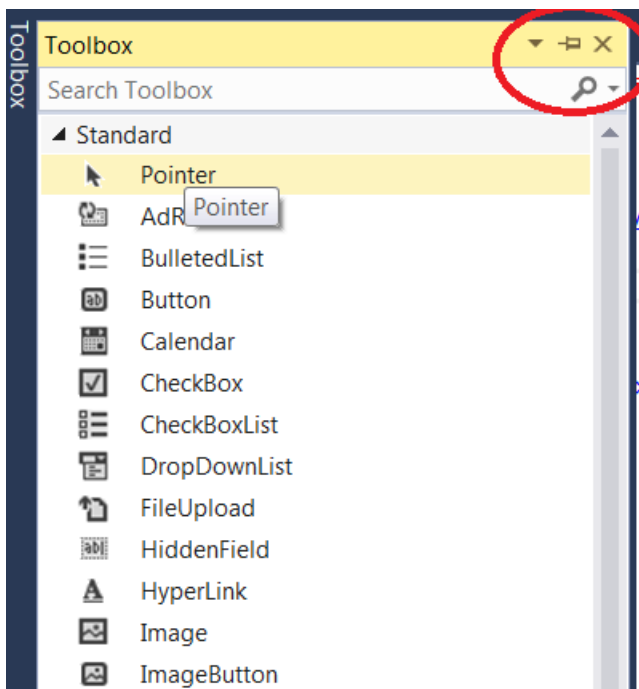 Toolbox
Toolbox
Search Toolbox
Standard
Pointer
AdR
Pointer
BulletedList
Button
Calendar
CheckBox
CheckBoxList
DropDownList
FileUpload
HiddenField
HyperLink
Image
ImageButton